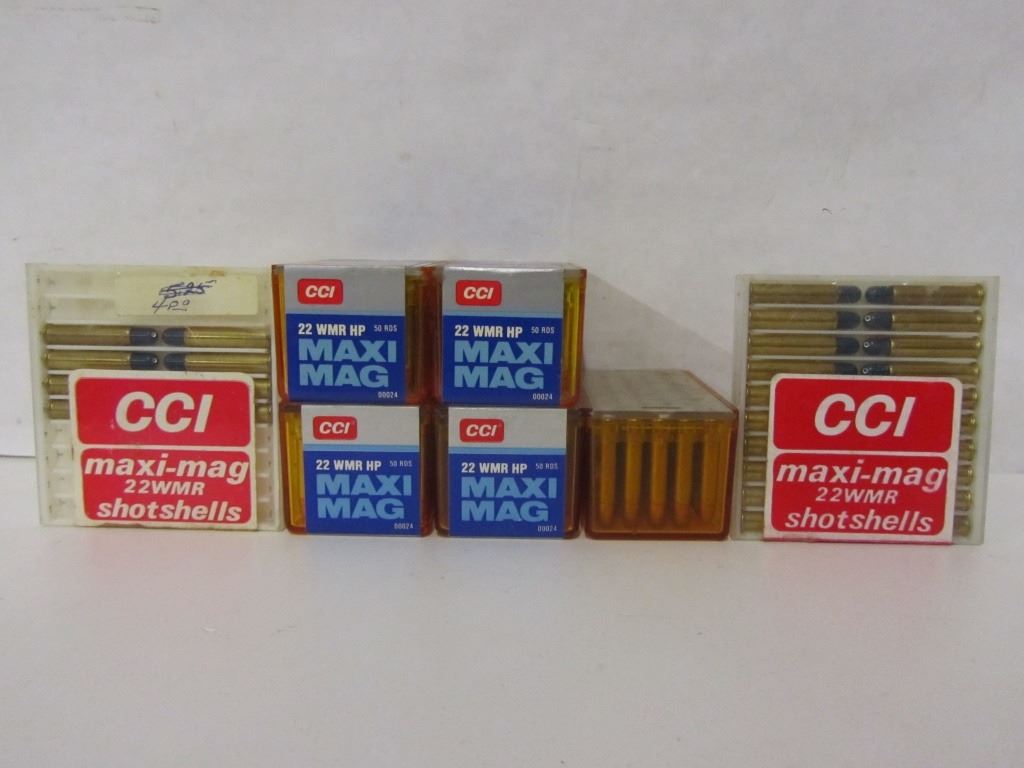 5.25
4.00
CCI
maxi-mag
22WMR
shotshells
CCI
22 WMR HP 50 RDS
MAXI
MAG
00024
CCI
22 WMR HP 50 RDS
MAXI
MAG
00024
CCI
22 WMR HP 50 RDS
MAXI
MAG
00024
CCI
22 WMR HP 50 RDS
MAXI
MAG
00024
CCI
maxi-mag
22WMR
shotshells